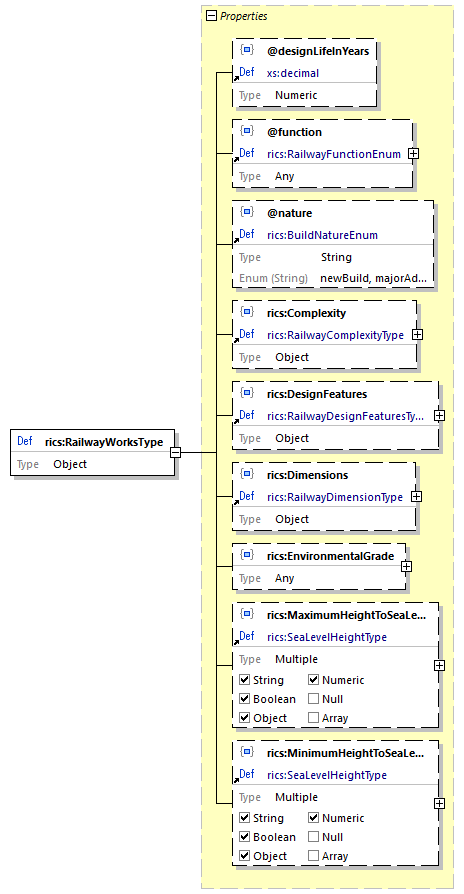 Properties
@designLifeInYears
Def xs:decimal
Type Numeric
@function
Def rics:RailwayFunctionEnum
Type Any
@nature
Def rics:BuildNatureEnum
Type String
Enum (String) newBuild, majorAd...
rics:Complexity
Def rics:RailwayComplexityType
Type Object
rics:DesignFeatures
Def rics:RailwayDesignFeaturesTy...
Type Object
Def rics:RailwayWorksType
Type Object
rics:Dimensions
Def rics:RailwayDimensionType
Type Object
rics:EnvironmentalGrade
Type Any
rics:MaximumHeightToSeaLe...
Def rics:SeaLevelHeightType
Type Multiple
String Numeric
Boolean Null
Object Array
rics:MinimumHeightToSeaLe...
Def rics:SeaLevelHeightType
Type Multiple
String Numeric
Boolean Null
Object Array